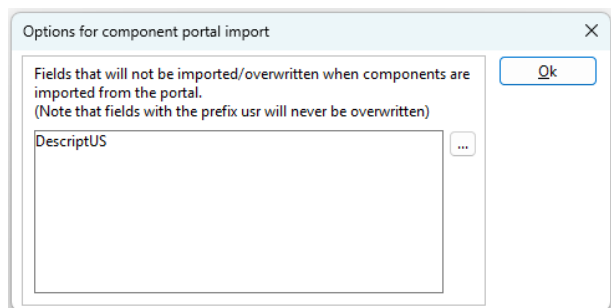 Options for component portal import
Fields that will not be imported/overwritten when components are
imported from the portal.
(Note that fields with the prefix usr will never be overwritten)
Ok
DescriptUS
...